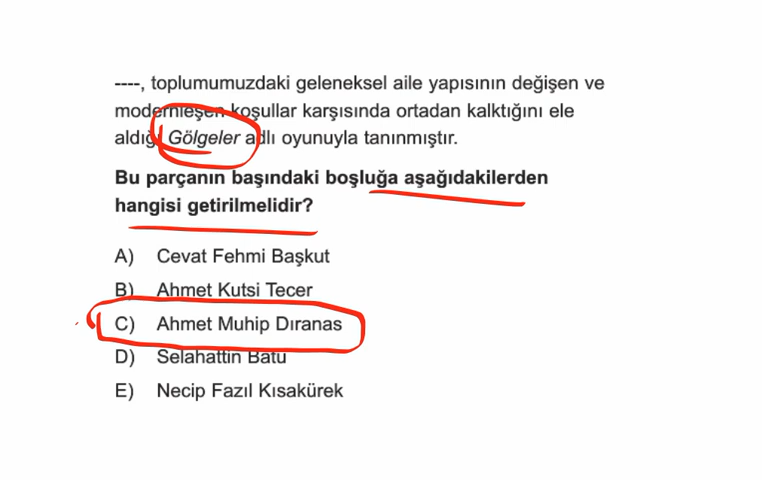 ----, toplumumuzdaki geleneksel aile yapısının değişen ve
modernleşen koşullar karşısında ortadan kalktığını ele
aldığı Gölgeler adlı oyunuyla tanınmıştır.
Bu parçanın başındaki boşluğa aşağıdakilerden
hangisi getirilmelidir?
A) Cevat Fehmi Başkut
B) Ahmet Kutsi Tecer
C) Ahmet Muhip Dıranas
D) Selahattin Batu
E) Necip Fazıl Kısakürek